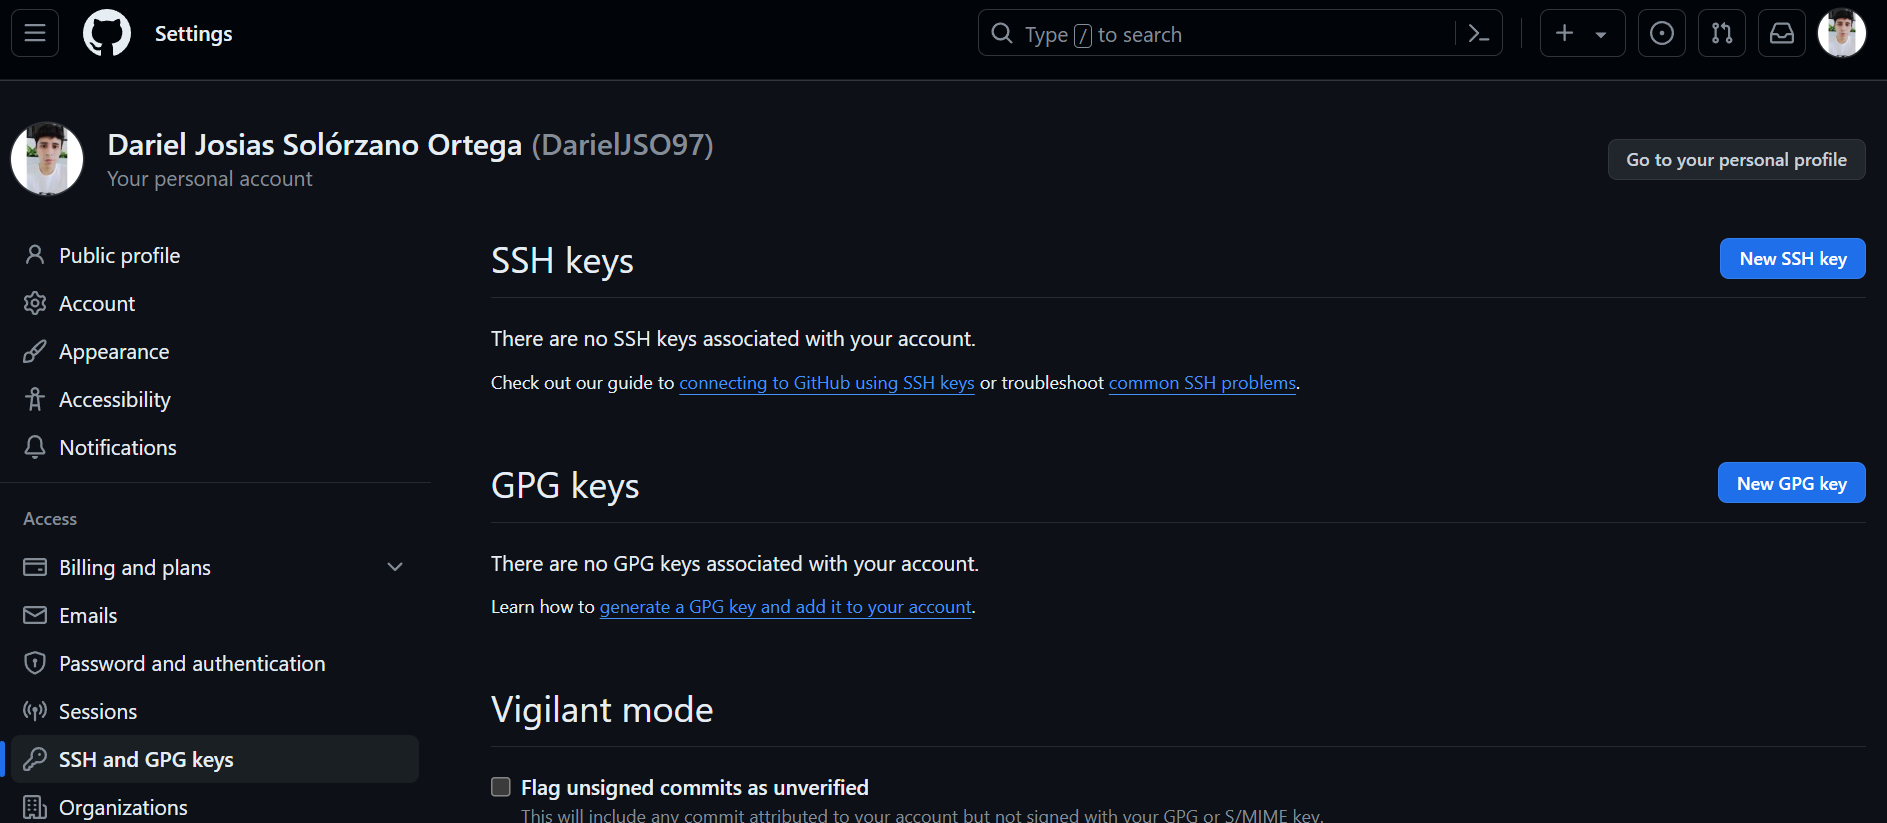 Settings
Type / to search
Dariel Josias Solórzano Ortega (DarielJSO97)
Your personal account
Go to your personal profile
Public profile
Account
Appearance
Accessibility
Notifications
Access
Billing and plans
Emails
Password and authentication
Sessions
SSH and GPG keys
Organizations
SSH keys
New SSH key
There are no SSH keys associated with your account.
Check out our guide to connecting to GitHub using SSH keys or troubleshoot common SSH problems.
GPG keys
New GPG key
There are no GPG keys associated with your account.
Learn how to generate a GPG key and add it to your account.
Vigilant mode
Flag unsigned commits as unverified
This will include any commit attributed to your account but not signed with your GPG or S/MIME key.